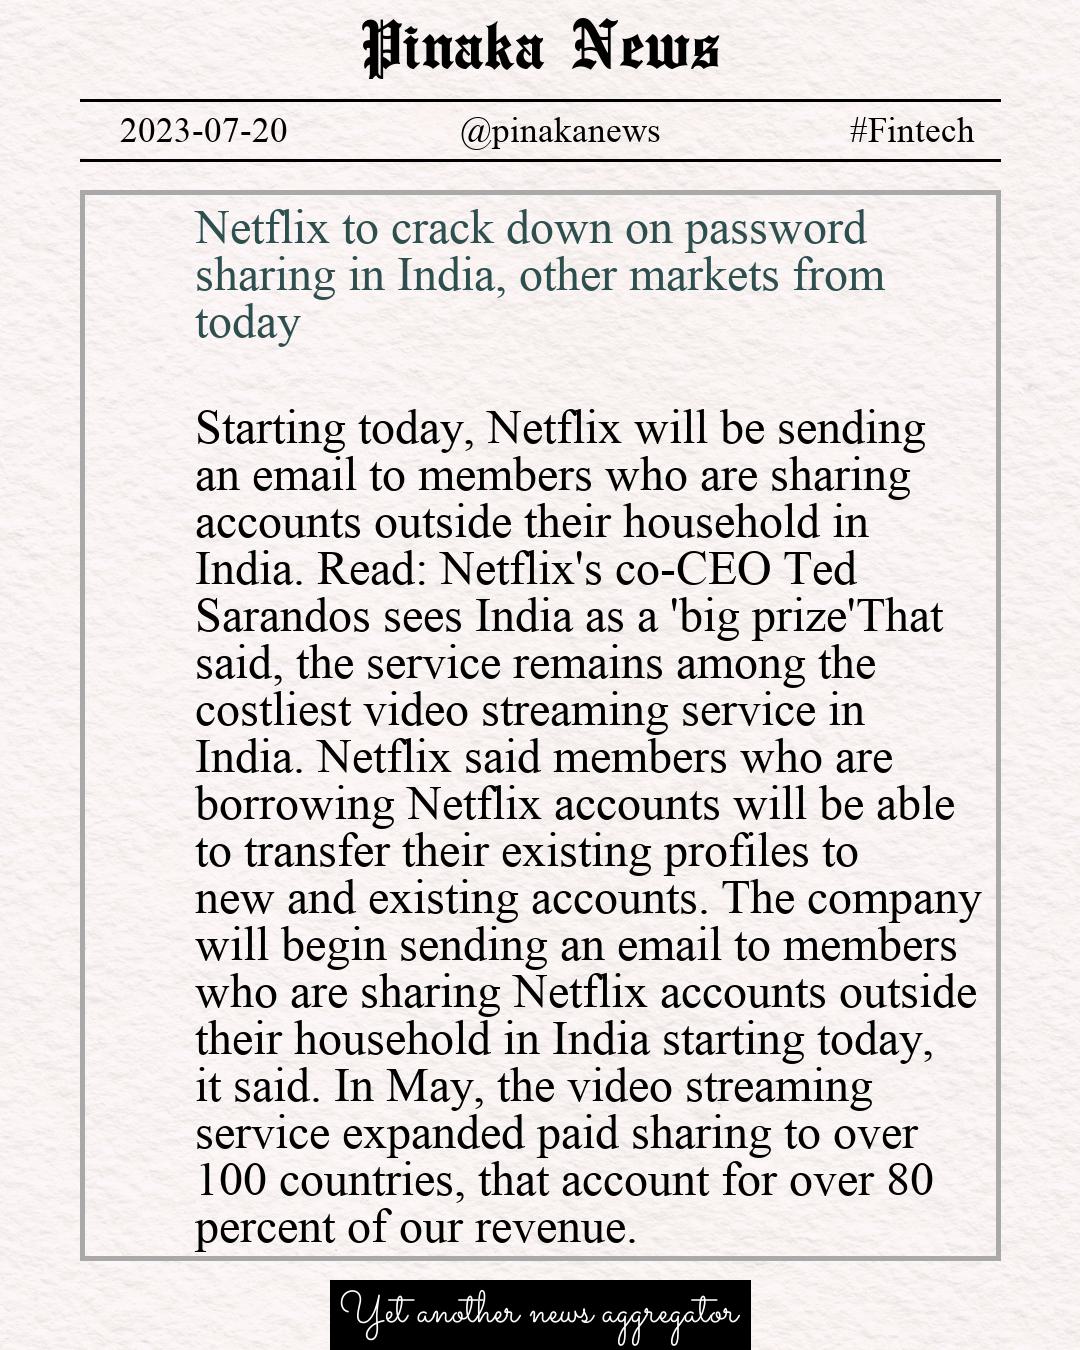 Pinaka News
2023-07-20 @pinakanews #Fintech
Netflix to crack down on password
sharing in India, other markets from
today
Starting today, Netflix will be sending
an email to members who are sharing
accounts outside their household in
India. Read: Netflix's co-CEO Ted
Sarandos sees India as a 'big prize'That
said, the service remains among the
costliest video streaming service in
India. Netflix said members who are
borrowing Netflix accounts will be able
to transfer their existing profiles to
new and existing accounts. The company
will begin sending an email to members
who are sharing Netflix accounts outside
their household in India starting today,
it said. In May, the video streaming
service expanded paid sharing to over
100 countries, that account for over 80
percent of our revenue.
Yet another news aggregator